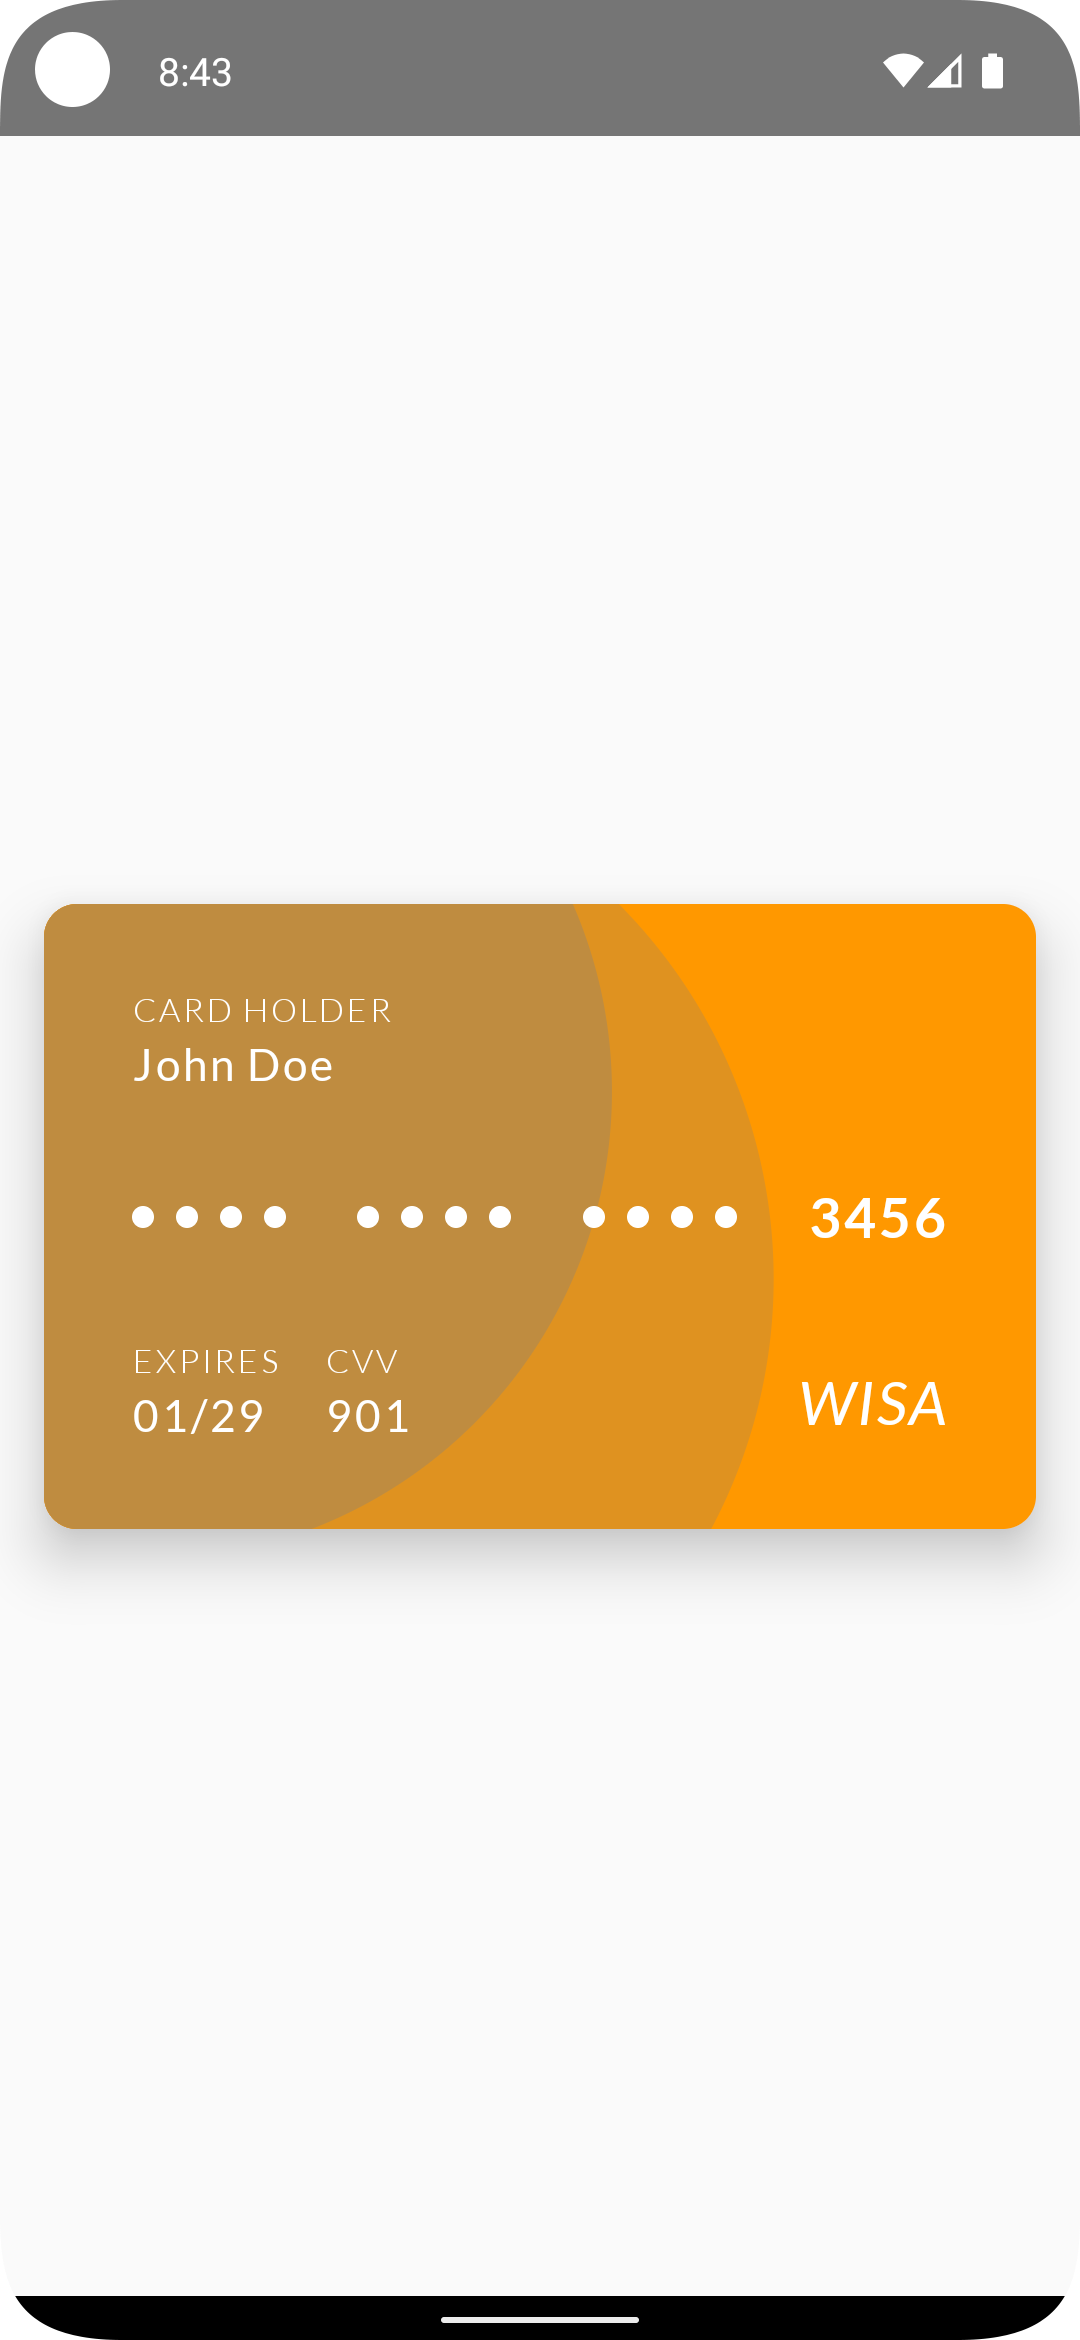 8:43
CARD HOLDER
John Doe
●●●● ●●●● ●●●● 3456
EXPIRES CVV
01/29 901
WISA